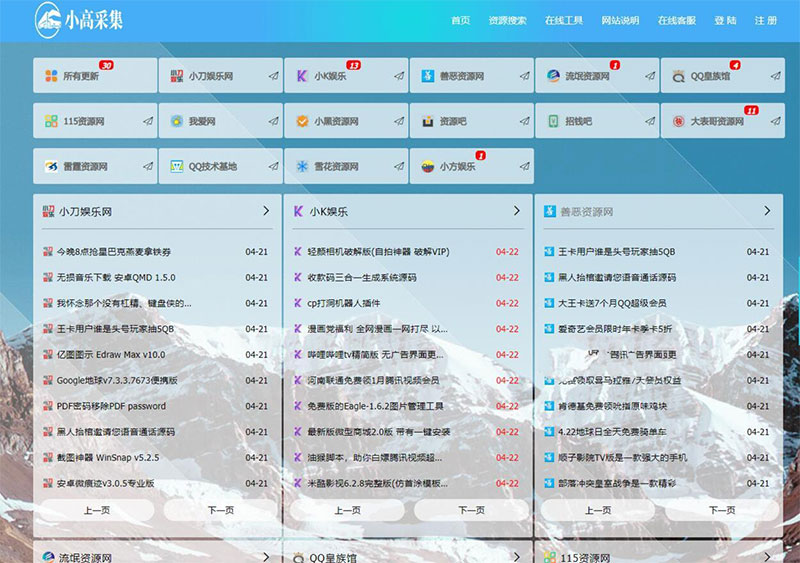 小高采集
首页 资源搜索 在线工具 网站说明 在线客服 登 陆 注 册
所有更新 30 小刀娱乐网 小K娱乐 13 善恶资源网 流氓资源网 1 QQ皇族馆 4
115资源网 我爱网 小黑资源网 资源吧 招钱吧 大表哥资源网 11
雷霆资源网 QQ技术基地 雪花资源网 小方娱乐 1
小刀娱乐网
今晚8点抢星巴克燕麦拿铁券 04-21
无损音乐下载 安卓QMD 1.5.0 04-21
我怀念那个没有杠精、键盘侠的... 04-21
王卡用户谁是头号玩家抽5QB 04-21
亿图图示 Edraw Max v10.0 04-21
Google地球v7.3.3.7673便携版 04-21
PDF密码移除PDF password 04-21
黑人抬棺邀请您语音通话源码 04-21
截图神器 WinSnap v5.2.5 04-21
安卓微痕迹v3.0.5专业版 04-21
上一页 下一页
小K娱乐
轻颜相机破解版(自拍神器 破解VIP) 04-22
收款码三合一生成系统源码 04-22
cp打洞机器人插件 04-22
漫画党福利 全网漫画一网打尽 以... 04-22
哔哩哔哩tv精简版 无广告界面更... 04-22
河南联通免费领1月腾讯视频会员 04-22
免费版的Eagle-1.6.2图片管理工具 04-22
最新版微型商城2.0版 带有一键安装 04-22
油猴脚本，助你白嫖腾讯视频超... 04-22
米酷影视6.2.8完整版(仿首涂模板... 04-22
上一页 下一页
善恶资源网
王卡用户谁是头号玩家抽5QB 04-21
黑人抬棺邀请您语音通话源码 04-21
大王卡送7个月QQ超级会员 04-21
爱奇艺会员限时年卡季卡5折 04-21
告界面 04-21
免费领取喜马拉雅7天会员权益 04-21
肯德基免费领吮指原味鸡块 04-21
4.22地球日全天免费骑单车 04-21
顺子影院TV版是一款强大的手机 04-21
部落冲突皇室战争是一款精彩 04-21
上一页 下一页
流氓资源网
QQ皇族馆
115资源网